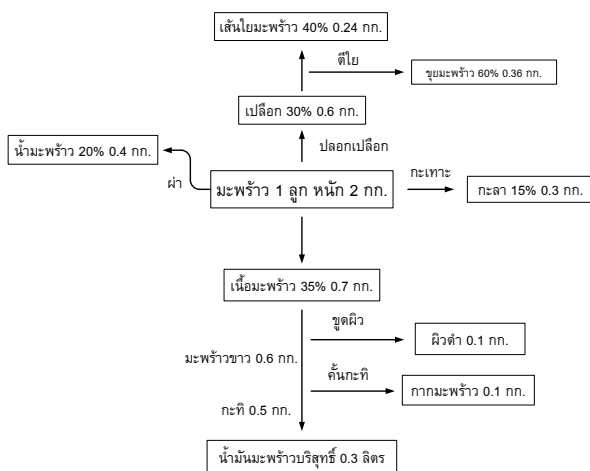 เส้นใยมะพร้าว 40% 0.24 กก.
ตีใย
ขุยมะพร้าว 60% 0.36 กก.
เปลือก 30% 0.6 กก.
น้ำมะพร้าว 20% 0.4 กก.
ปลอกเปลือก
ผ่า
มะพร้าว 1 ลูก หนัก 2 กก.
กะเทาะ
กะลา 15% 0.3 กก.
เนื้อมะพร้าว 35% 0.7 กก.
ขูดผิว
ผิวดำ 0.1 กก.
มะพร้าวขาว 0.6 กก.
คั้นกะทิ
กากมะพร้าว 0.1 กก.
กะทิ 0.5 กก.
น้ำมันมะพร้าวบริสุทธิ์ 0.3 ลิตร